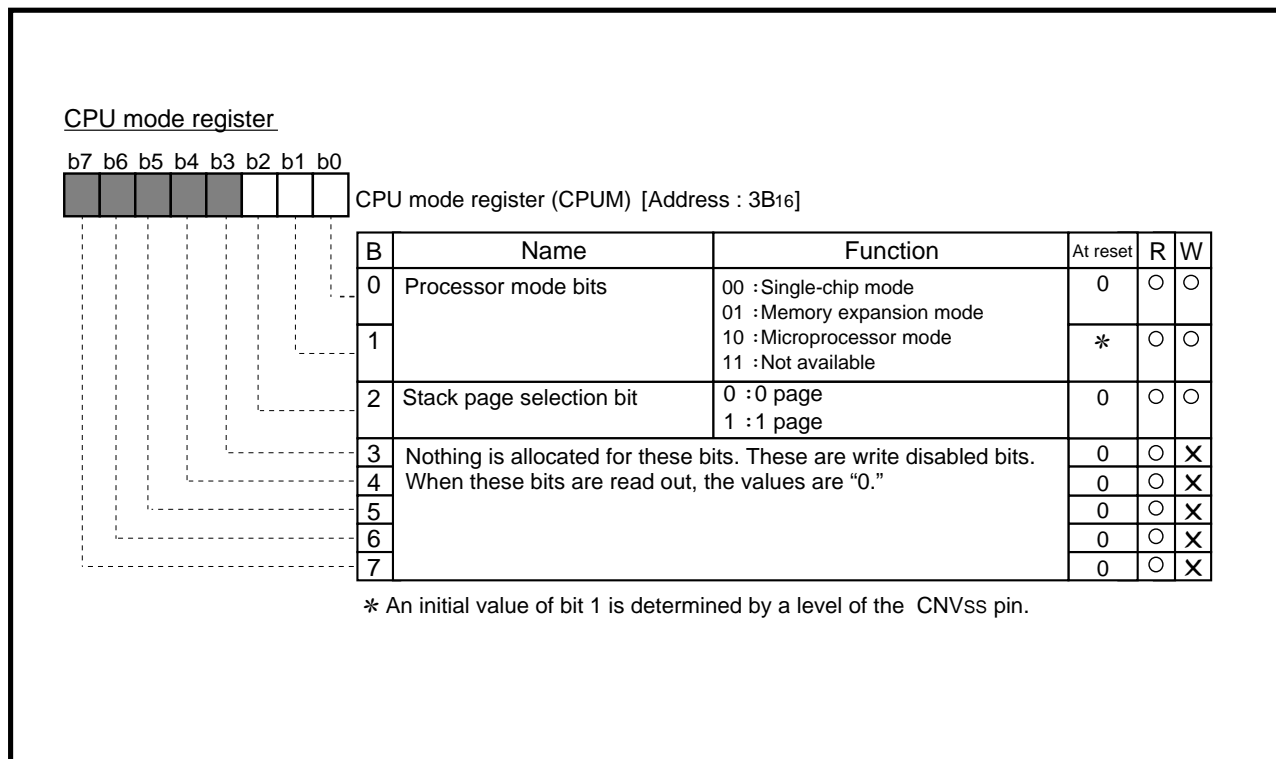 CPU mode register
b7 b6 b5 b4 b3 b2 b1 b0
CPU mode register (CPUM) [Address : 3B16]
B Name Function At reset R W
0 Processor mode bits 00 : Single-chip mode 0 ○ ○
01 : Memory expansion mode
1 10 : Microprocessor mode * ○ ○
11 : Not available
2 Stack page selection bit 0 : 0 page 0 ○ ○
1 : 1 page
3 Nothing is allocated for these bits. These are write disabled bits. 0 ○ ×
4 When these bits are read out, the values are “0.” 0 ○ ×
5 0 ○ ×
6 0 ○ ×
7 0 ○ ×
* An initial value of bit 1 is determined by a level of the CNVSS pin.